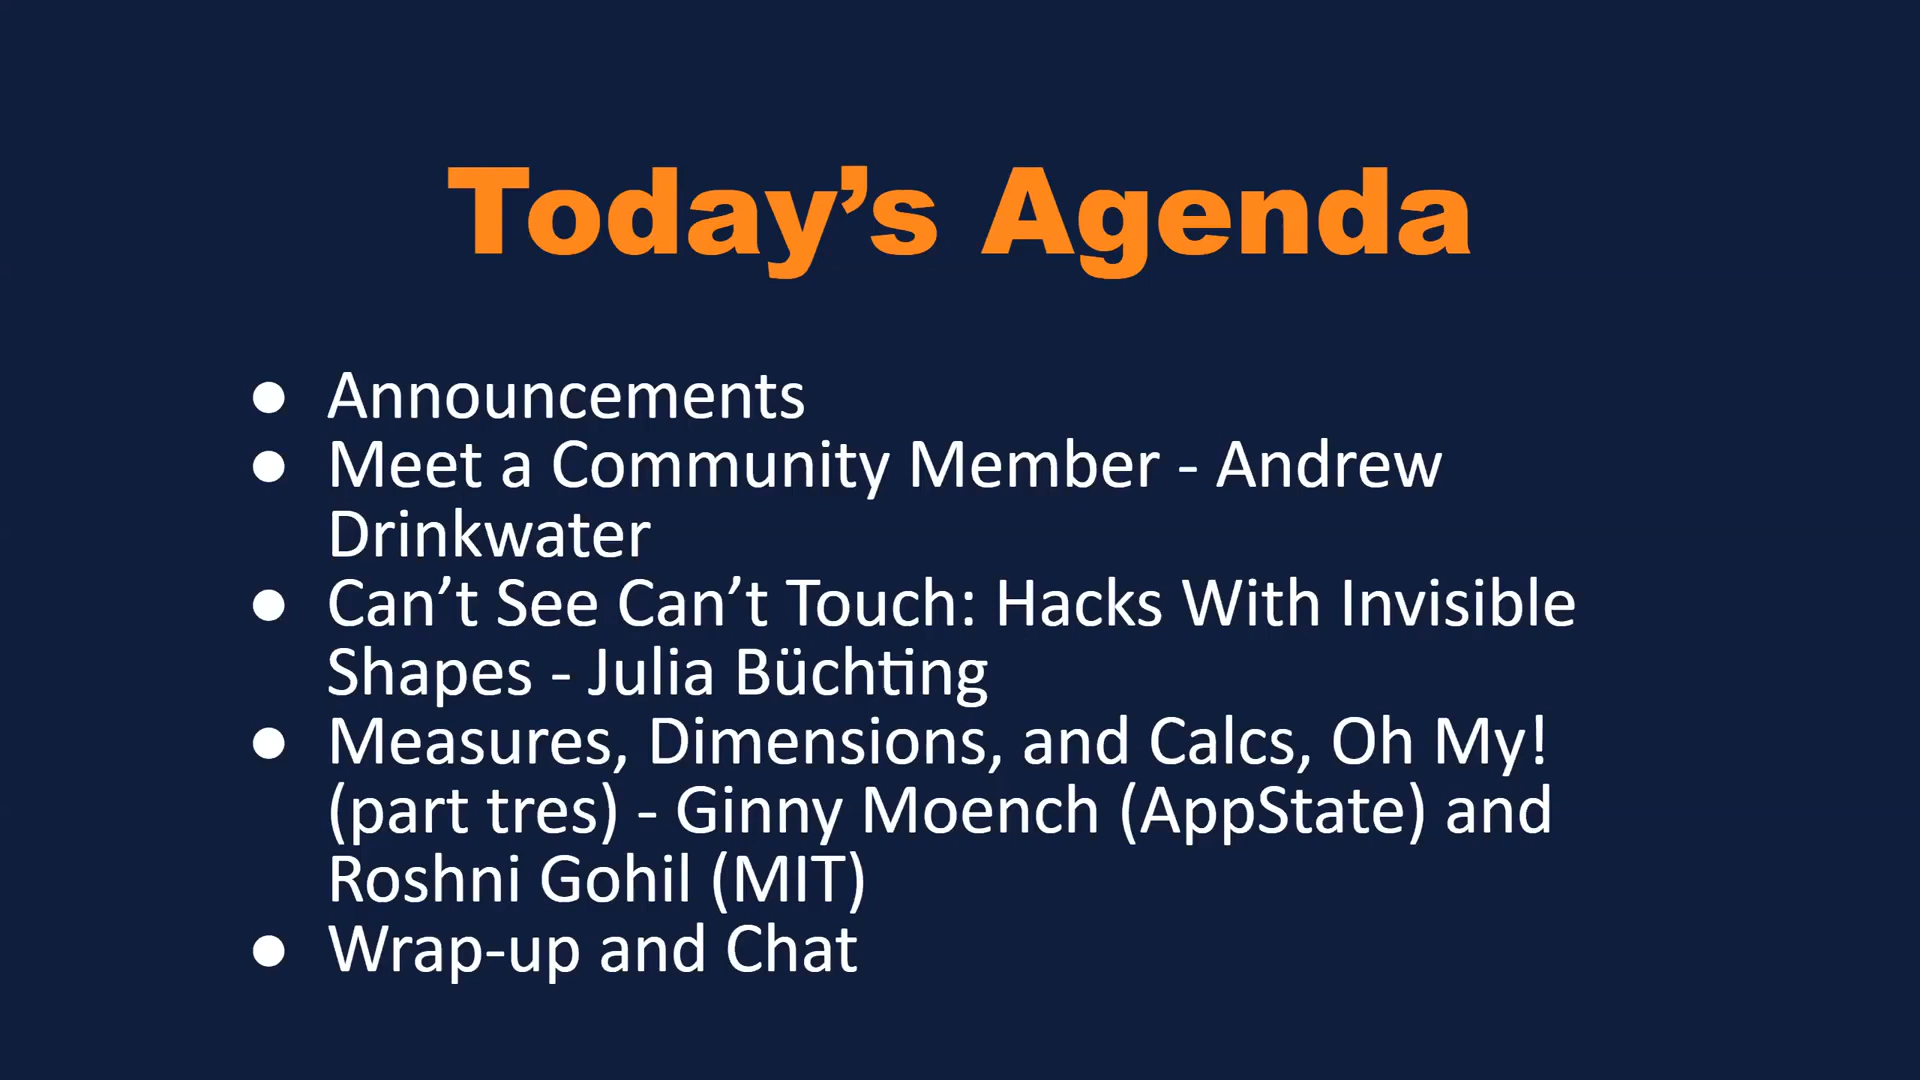 Today’s Agenda
● Announcements
● Meet a Community Member - Andrew
Drinkwater
● Can’t See Can’t Touch: Hacks With Invisible
Shapes - Julia Büchting
● Measures, Dimensions, and Calcs, Oh My!
(part tres) - Ginny Moench (AppState) and
Roshni Gohil (MIT)
● Wrap-up and Chat